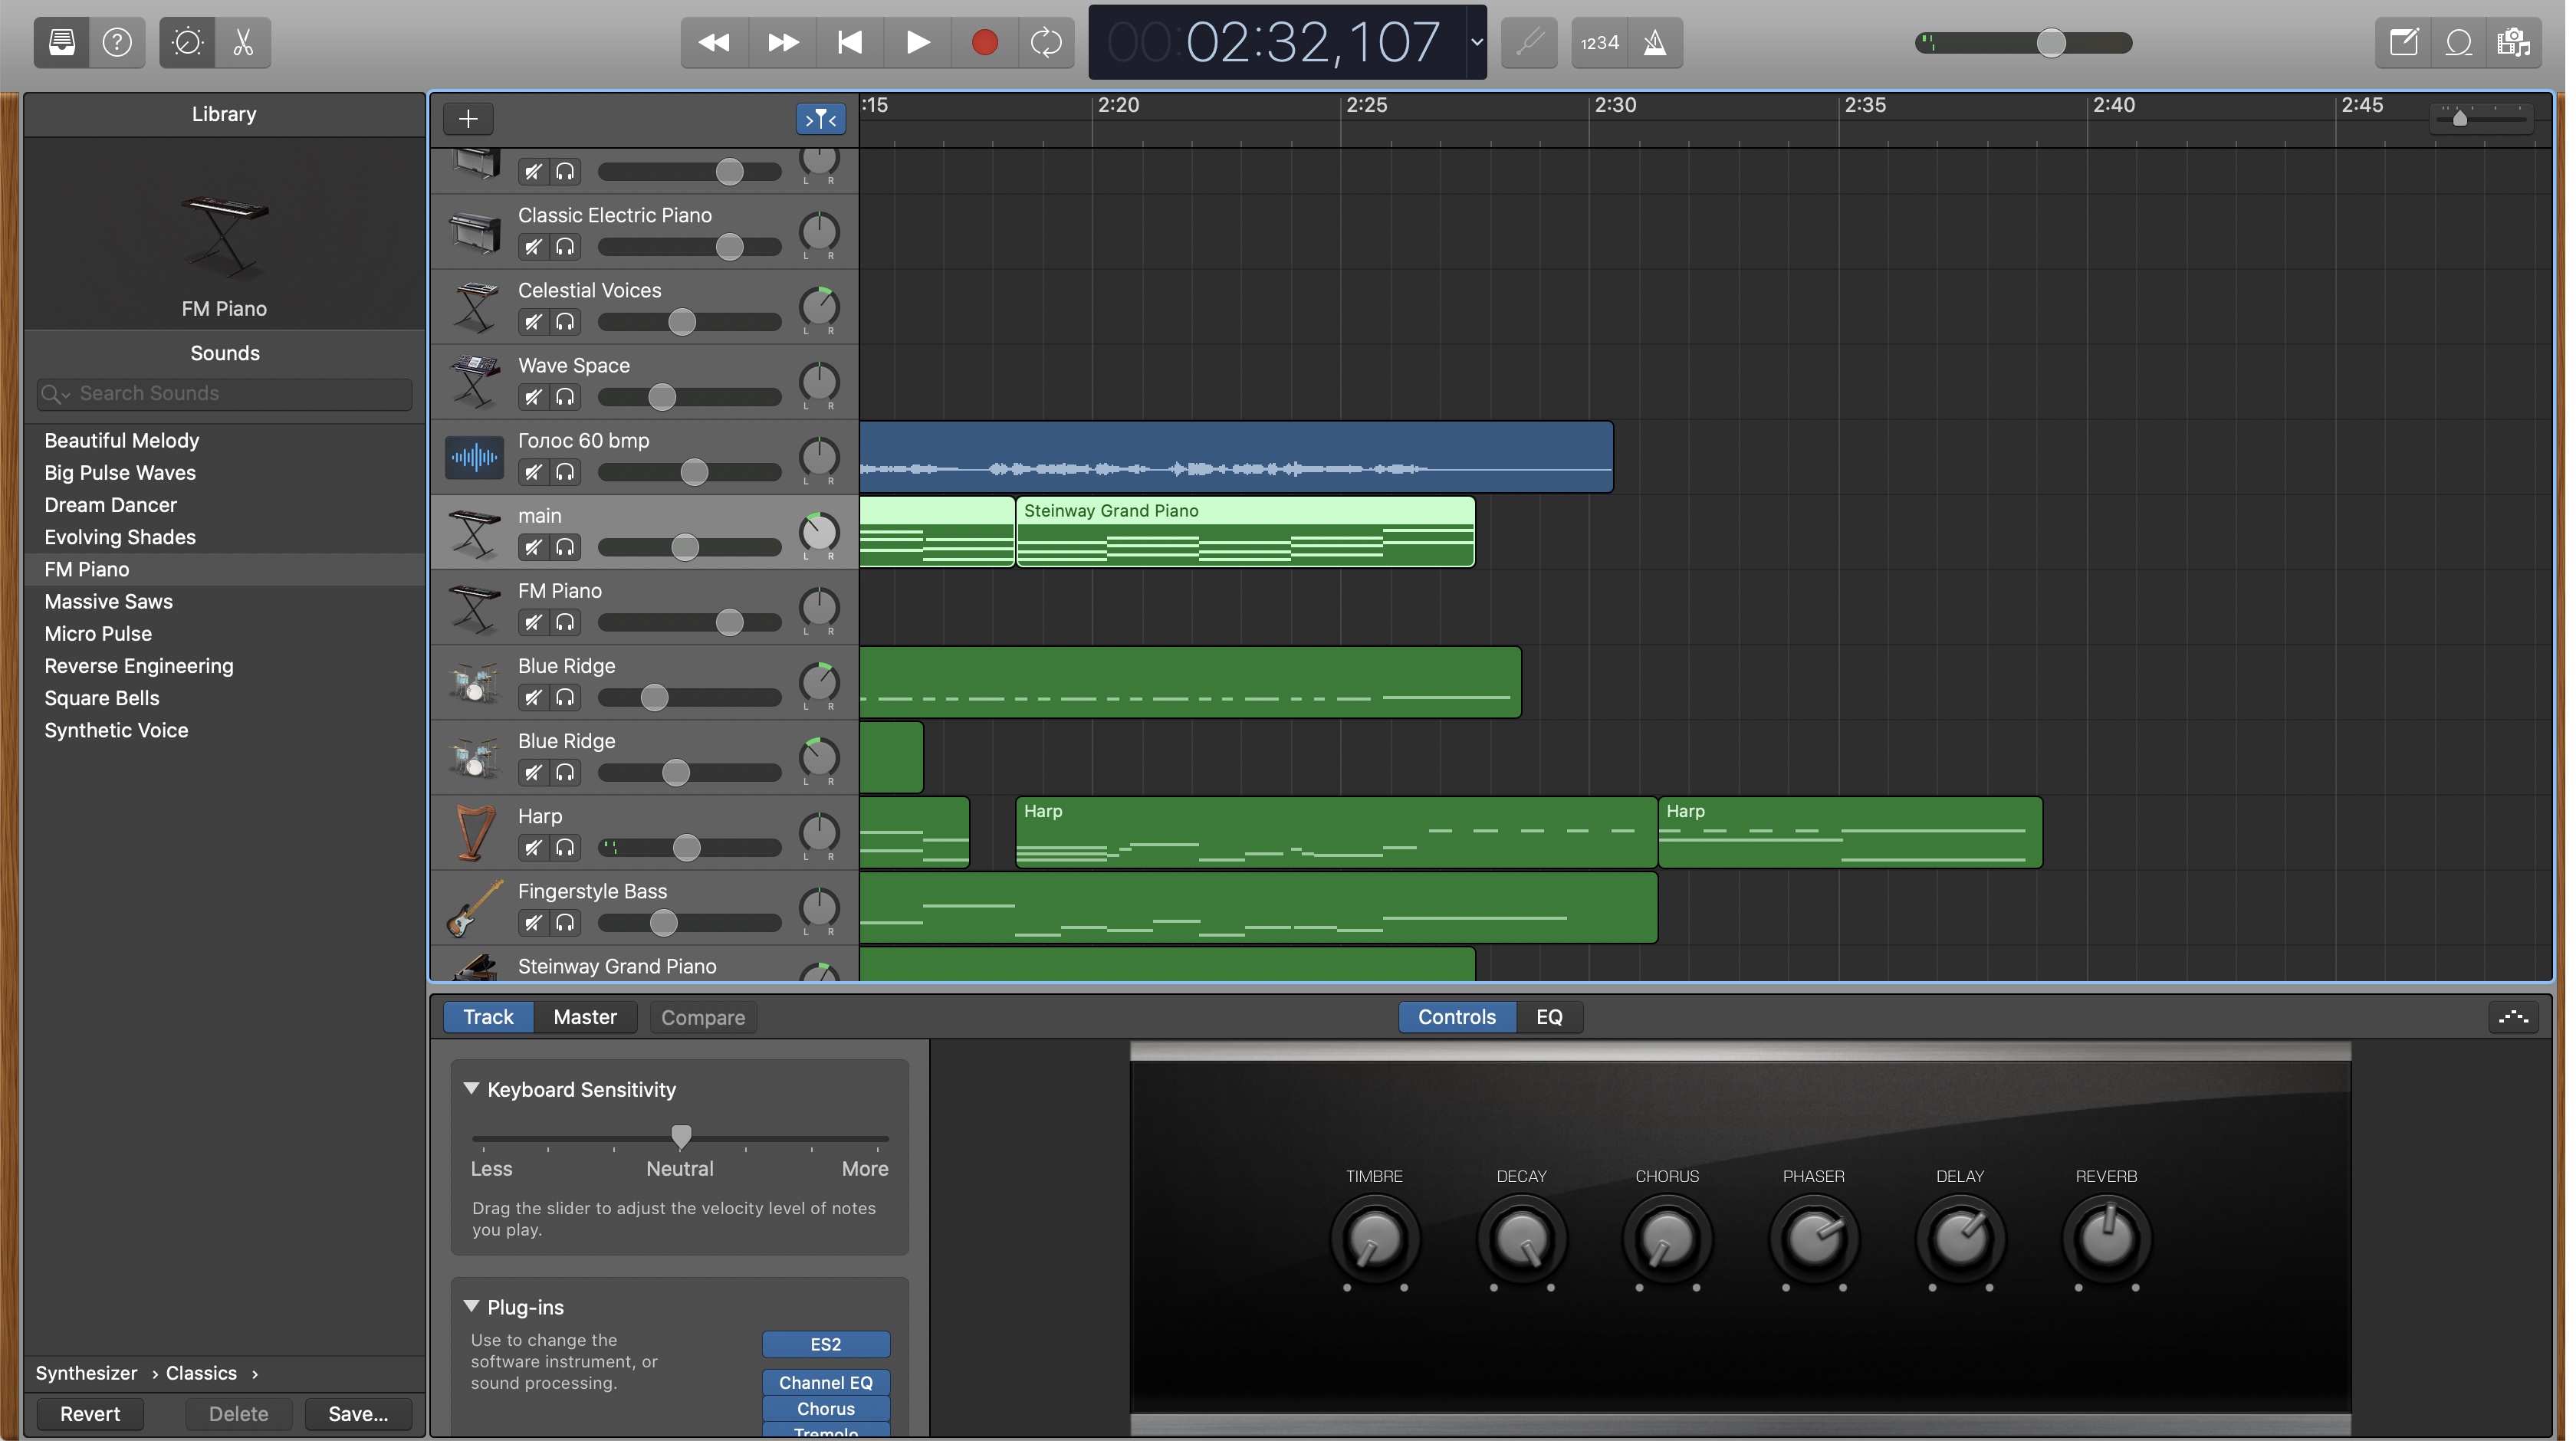 00:02:32,107
1234
Library
FM Piano
Sounds
Search Sounds
Beautiful Melody
Big Pulse Waves
Dream Dancer
Evolving Shades
FM Piano
Massive Saws
Micro Pulse
Reverse Engineering
Square Bells
Synthetic Voice
Synthesizer › Classics ›
Revert Delete Save...
:15 2:20 2:25 2:30 2:35 2:40 2:45
L R
Classic Electric Piano
L R
Celestial Voices
L R
Wave Space
L R
Голос 60 bmp
L R
main
L R
Steinway Grand Piano
FM Piano
L R
Blue Ridge
L R
Blue Ridge
L R
Harp
L R
Harp Harp
Fingerstyle Bass
L R
Steinway Grand Piano
Track Master Compare Controls EQ
Keyboard Sensitivity
Less Neutral More
Drag the slider to adjust the velocity level of notes
you play.
Plug-ins
Use to change the
software instrument, or
sound processing.
ES2
Channel EQ
Chorus
Tremolo
TIMBRE DECAY CHORUS PHASER DELAY REVERB